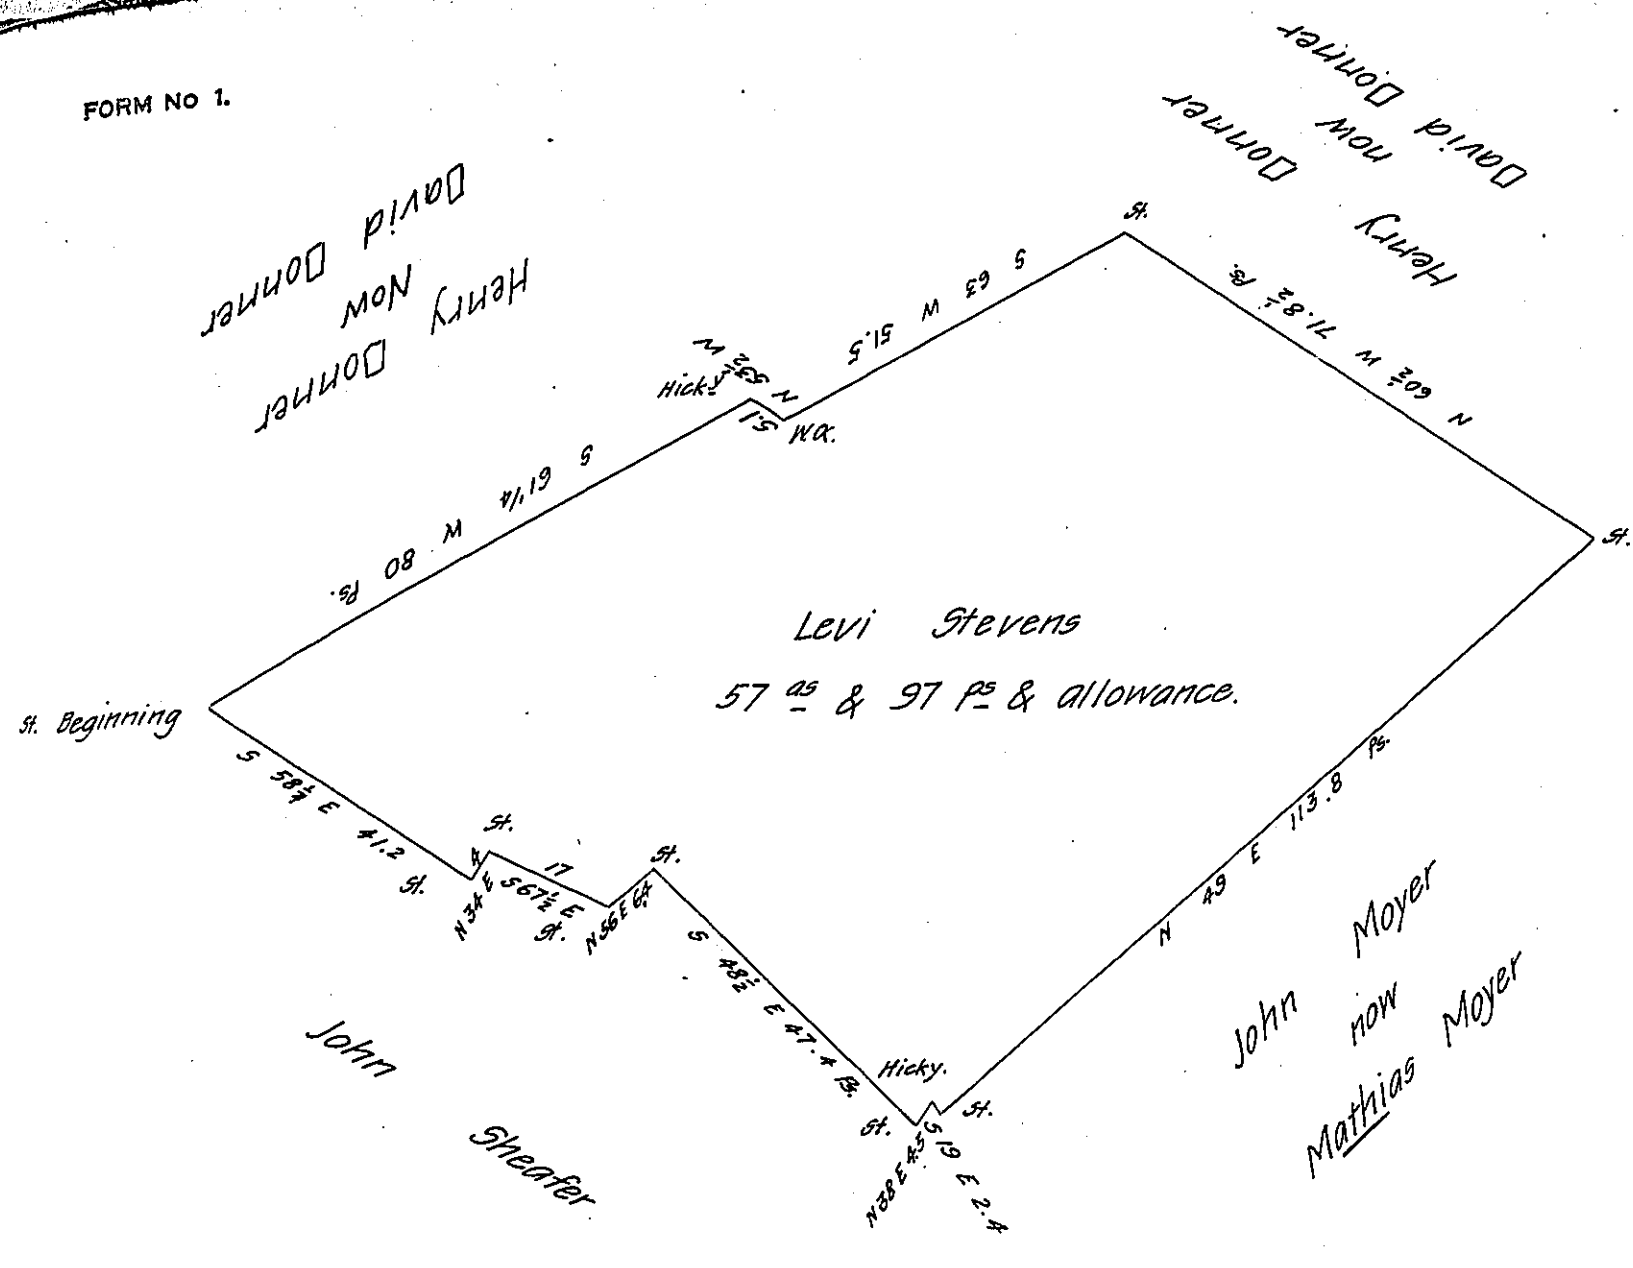 FORM NO 1.
David Donner
Now
Henry Donner
David Donner
now
Henry Donner
St.
S 63 W 51.5
N 60½ W 71.8½ Ps.
Hicky
N 53½ W
5.1
W.O.
S 61¼ W 80 Ps.
St.
Levi Stevens
57 as & 97 Ps & allowance.
St. Beginning
S 58¼ E 41.2
St.
N 34 E 4
St.
S 67½ E 17
St.
N 56 E 6.4
St.
S 48½ E 47.4 Ps.
St.
Hicky.
N 38 E 4.5
S 19 E 2.4
St.
N 49 E 113.8 Ps.
John Moyer
now
Mathias Moyer
John Sheafer